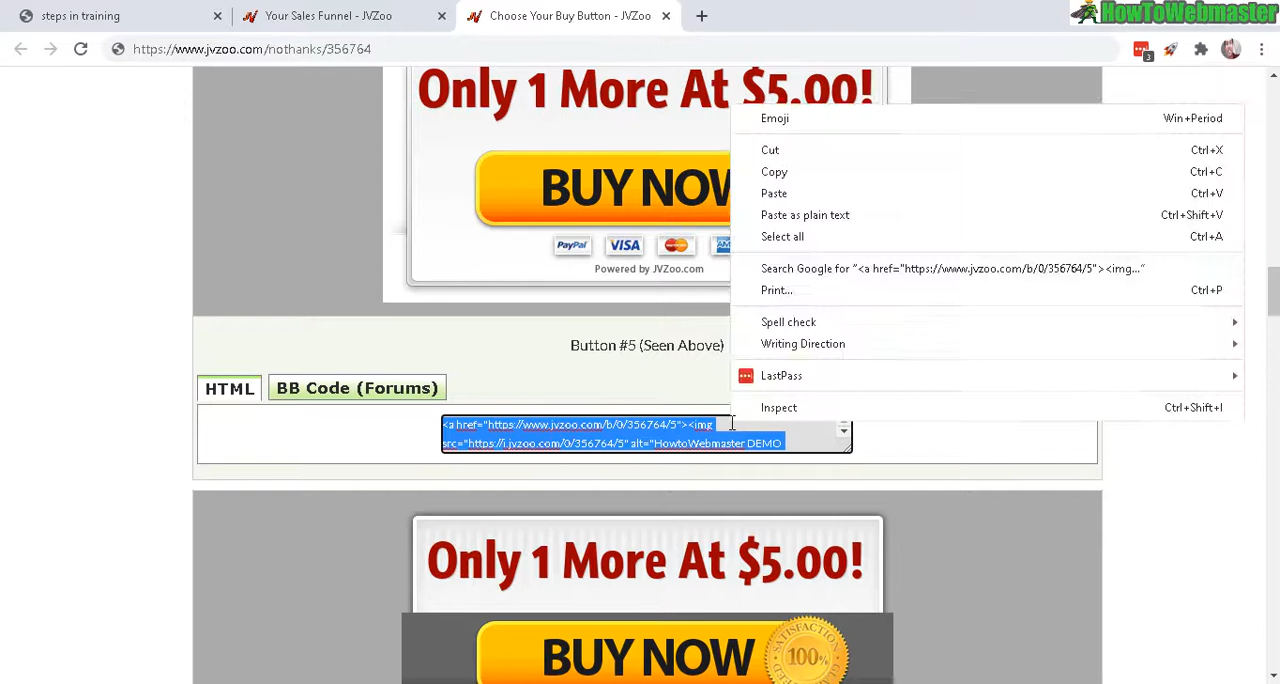 steps in training
Your Sales Funnel - JVZoo
Choose Your Buy Button - JVZoo
HowToWebmaster
https://www.jvzoo.com/nothanks/356764
3
Only 1 More At $5.00!
BUY NOW
PayPal VISA MasterCard AM
Powered by JVZoo.com
Emoji Win+Period
Cut Ctrl+X
Copy Ctrl+C
Paste Ctrl+V
Paste as plain text Ctrl+Shift+V
Select all Ctrl+A
Search Google for "<a href="https://www.jvzoo.com/b/0/356764/5"><img..."
Print... Ctrl+P
Spell check
Writing Direction
LastPass
Inspect Ctrl+Shift+I
Button #5 (Seen Above)
HTML BB Code (Forums)
<a href="https://www.jvzoo.com/b/0/356764/5"><img
src="https://i.jvzoo.com/0/356764/5" alt="HowtoWebmaster DEMO
Only 1 More At $5.00!
BUY NOW
SATISFACTION
100%